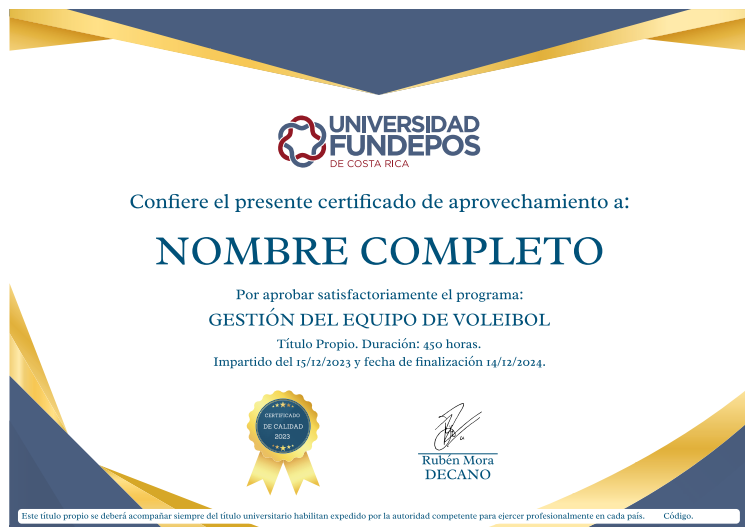 UNIVERSIDAD
FUNDEPOS
DE COSTA RICA
Confiere el presente certificado de aprovechamiento a:
NOMBRE COMPLETO
Por aprobar satisfactoriamente el programa:
GESTIÓN DEL EQUIPO DE VOLEIBOL
Título Propio. Duración: 450 horas.
Impartido del 15/12/2023 y fecha de finalización 14/12/2024.
CERTIFICADO
DE CALIDAD
2023
Rubén Mora
DECANO
Este título propio se deberá acompañar siempre del título universitario habilitan expedido por la autoridad competente para ejercer profesionalmente en cada país. Código.